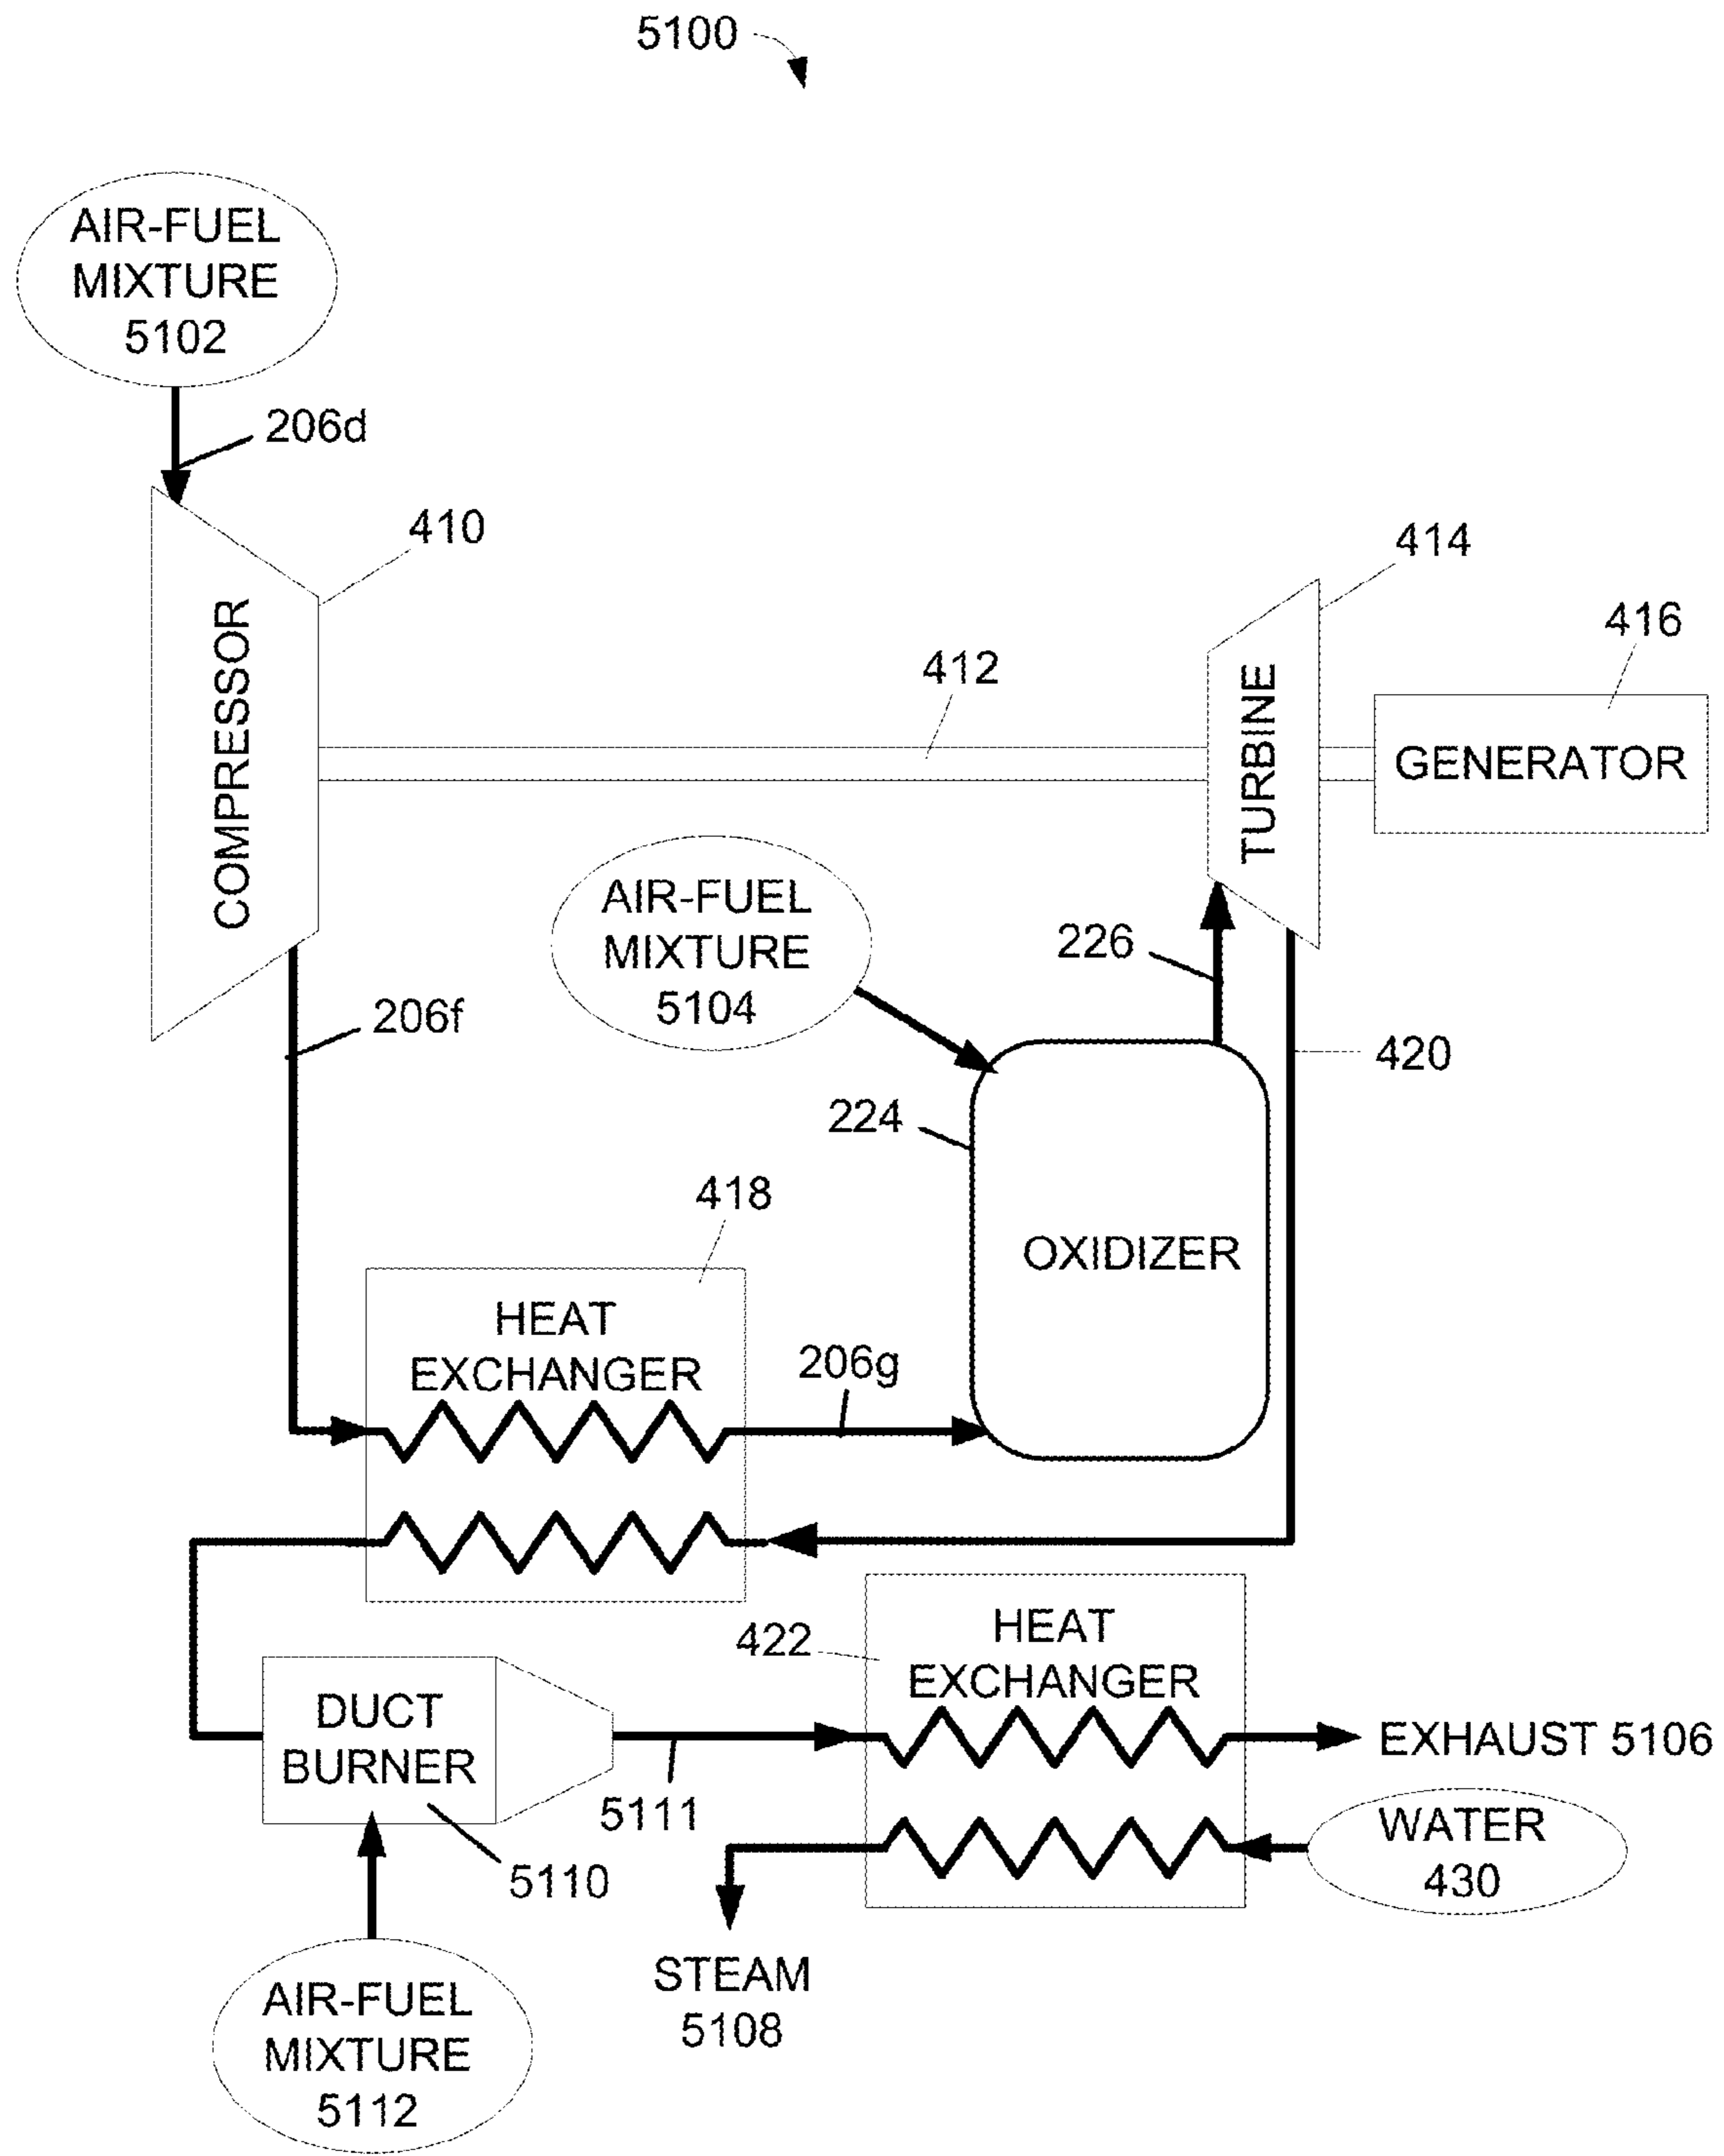 5100
AIR-FUEL
MIXTURE
5102
206d
410
COMPRESSOR
412
414
TURBINE
416
GENERATOR
AIR-FUEL
MIXTURE
5104
226
206f
420
224
OXIDIZER
418
HEAT
EXCHANGER
206g
422
HEAT
EXCHANGER
DUCT
BURNER
5111
EXHAUST 5106
WATER
430
5110
STEAM
5108
AIR-FUEL
MIXTURE
5112